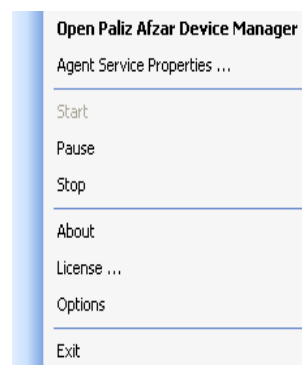 Open Paliz Afzar Device Manager
Agent Service Properties ...
Start
Pause
Stop
About
License ...
Options
Exit